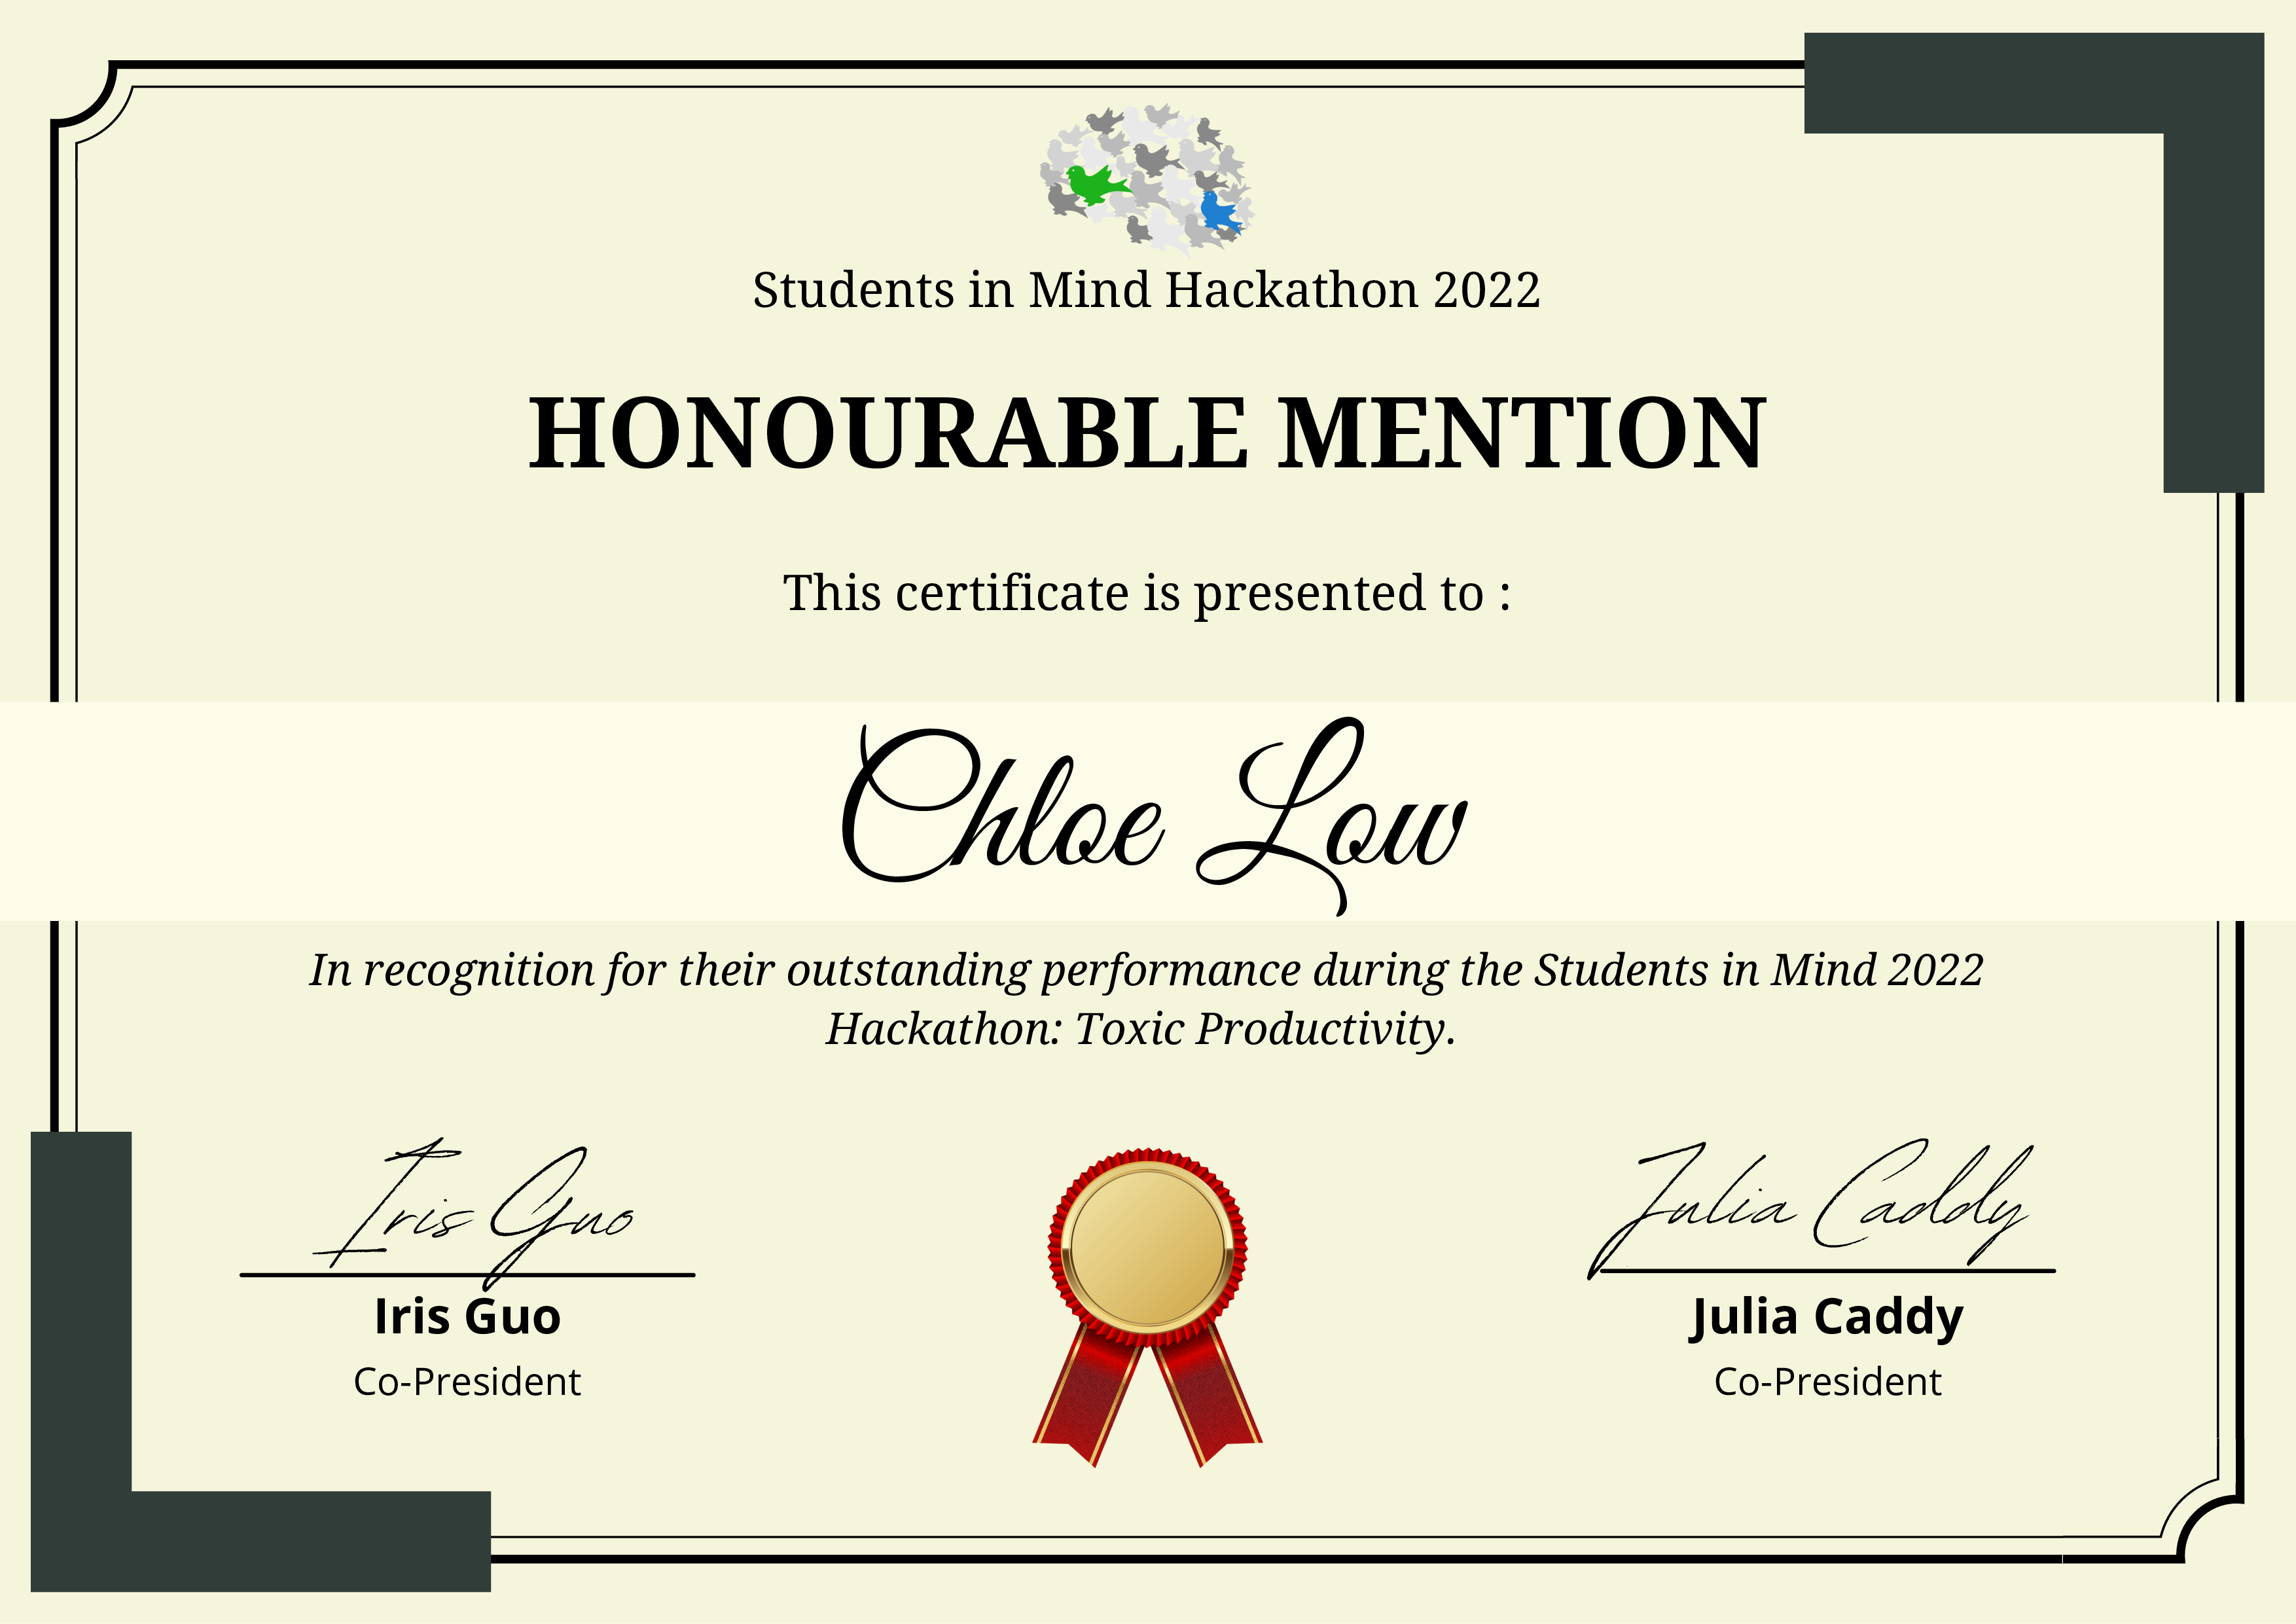 Students in Mind Hackathon 2022
HONOURABLE MENTION
This certificate is presented to :
Chloe Low
In recognition for their outstanding performance during the Students in Mind 2022
Hackathon: Toxic Productivity.
Iris Guo
Julia Caddy
Iris Guo
Julia Caddy
Co-President
Co-President